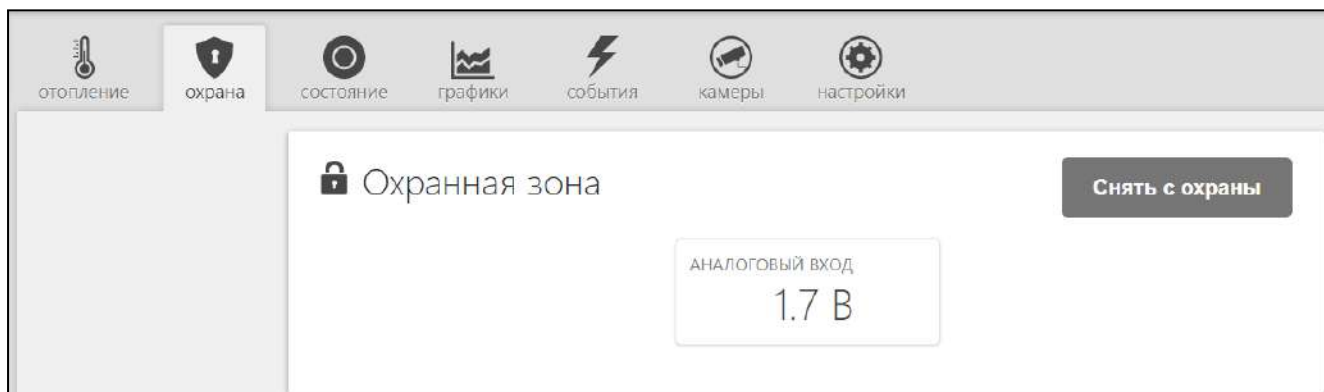 отопление охрана состояние графики события камеры настройки
Охранная зона Снять с охраны
АНАЛОГОВЫЙ ВХОД
1.7 В